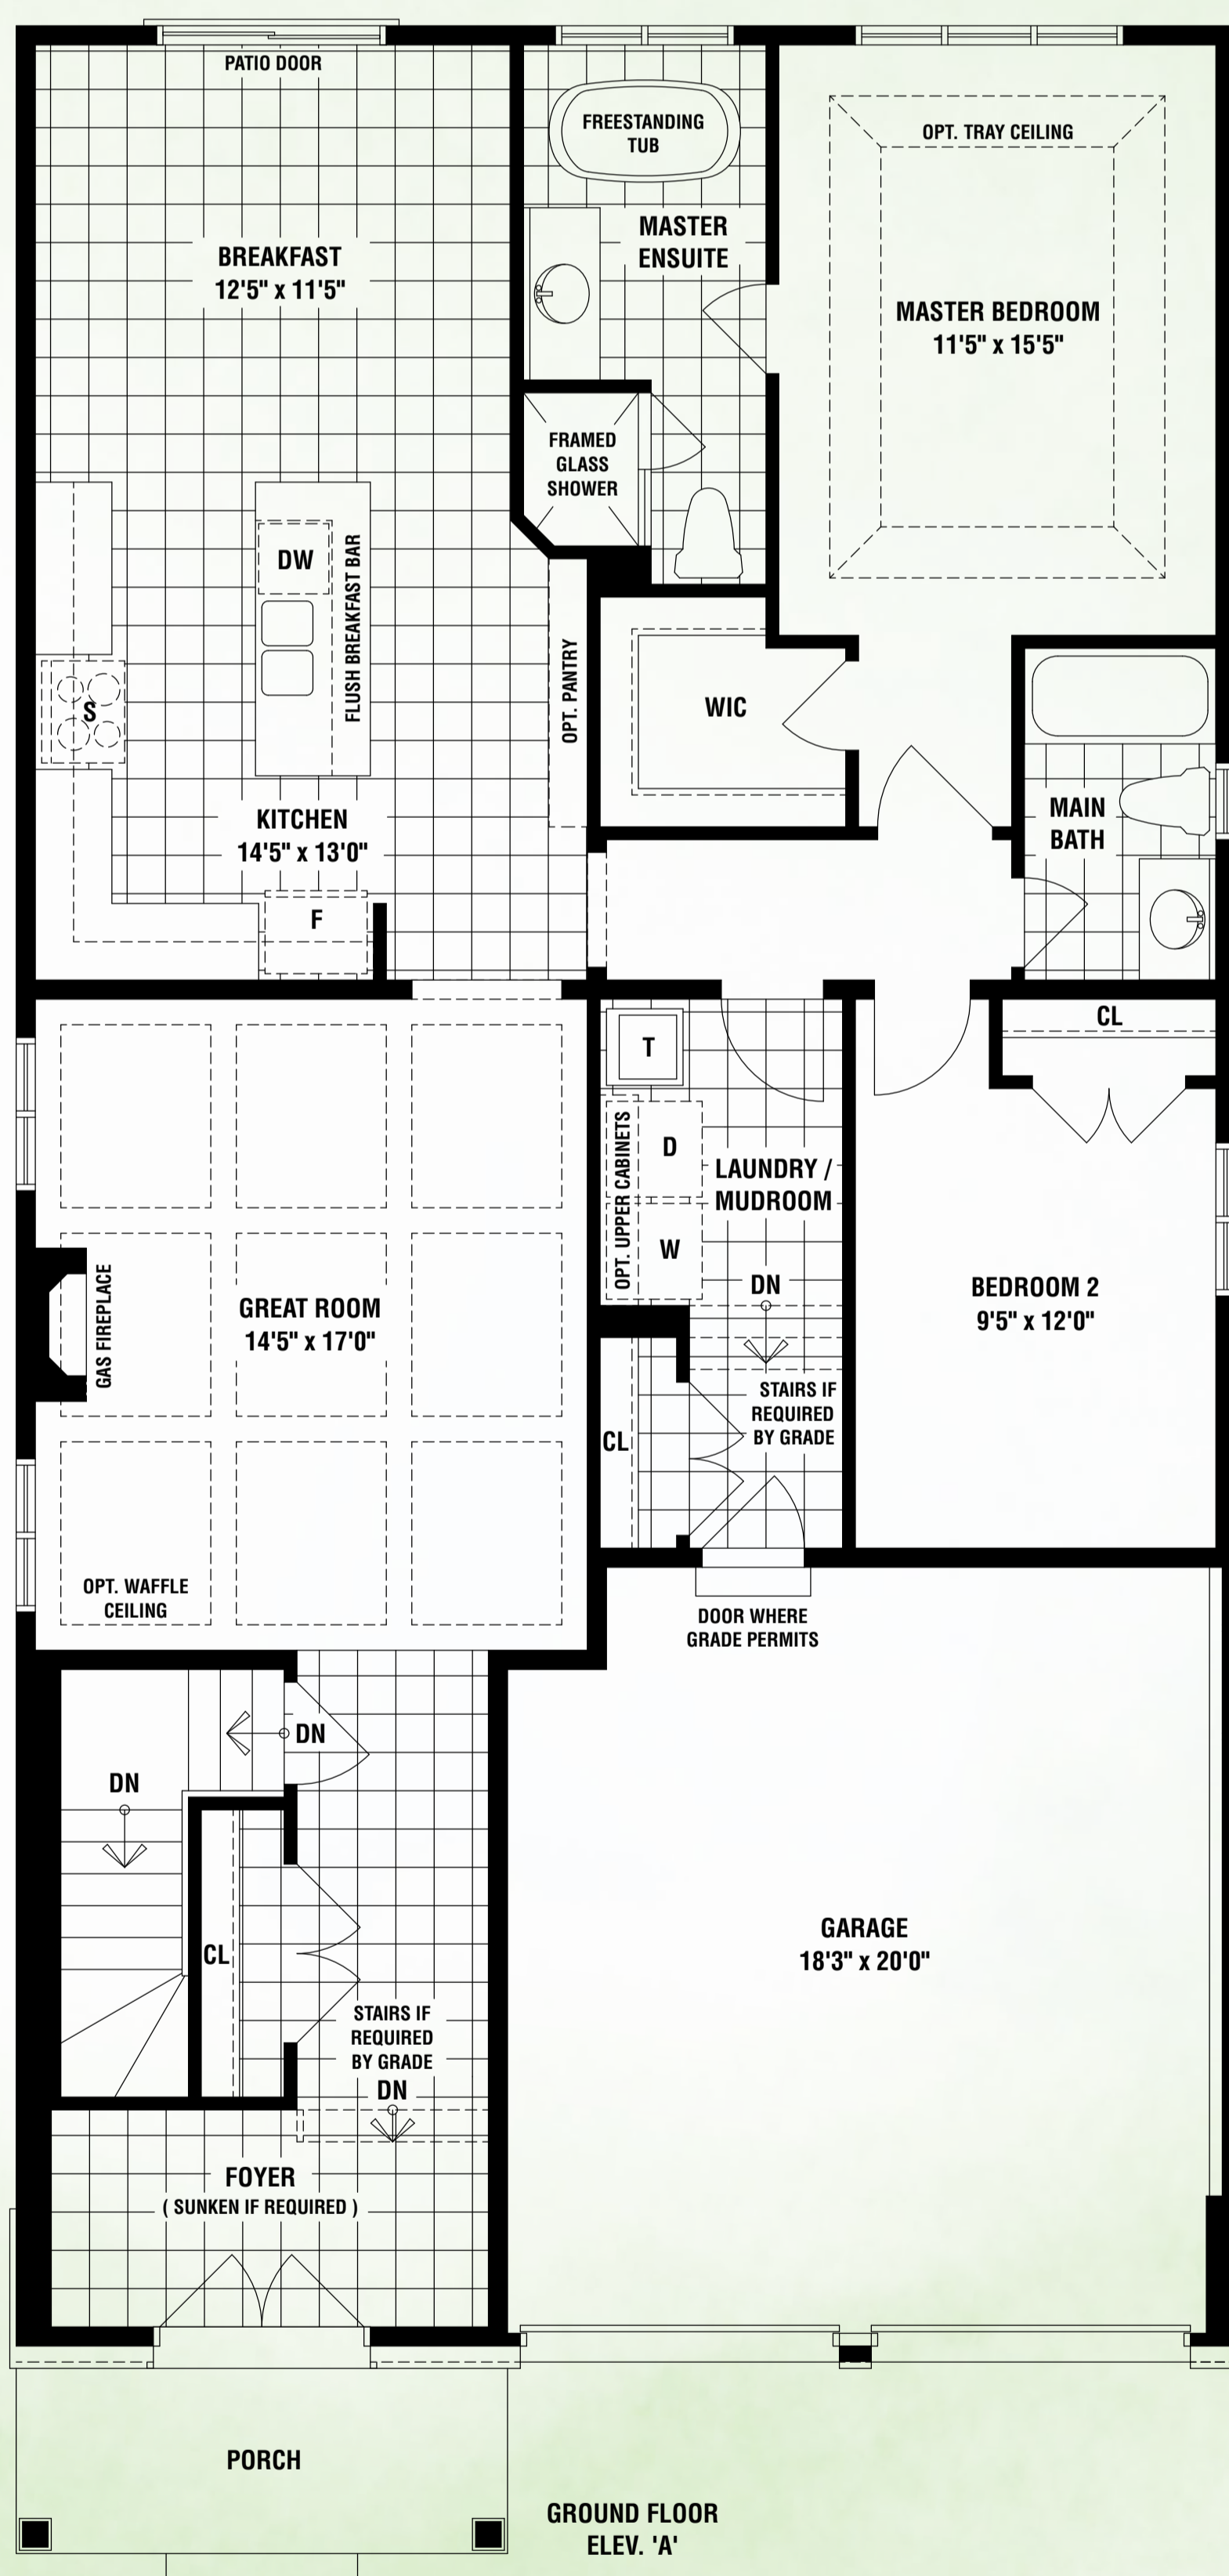 PATIO DOOR
FREESTANDING
TUB
OPT. TRAY CEILING
MASTER
ENSUITE
BREAKFAST
12'5" x 11'5"
MASTER BEDROOM
11'5" x 15'5"
FRAMED
GLASS
SHOWER
DW
FLUSH BREAKFAST BAR
OPT. PANTRY
S
WIC
KITCHEN
14'5" x 13'0"
MAIN
BATH
F
CL
T
OPT. UPPER CABINETS
D
W
LAUNDRY /
MUDROOM
DN
GAS FIREPLACE
GREAT ROOM
14'5" x 17'0"
BEDROOM 2
9'5" x 12'0"
STAIRS IF
REQUIRED
BY GRADE
CL
OPT. WAFFLE
CEILING
DOOR WHERE
GRADE PERMITS
DN
DN
CL
GARAGE
18'3" x 20'0"
STAIRS IF
REQUIRED
BY GRADE
DN
FOYER
( SUNKEN IF REQUIRED )
PORCH
GROUND FLOOR
ELEV. 'A'